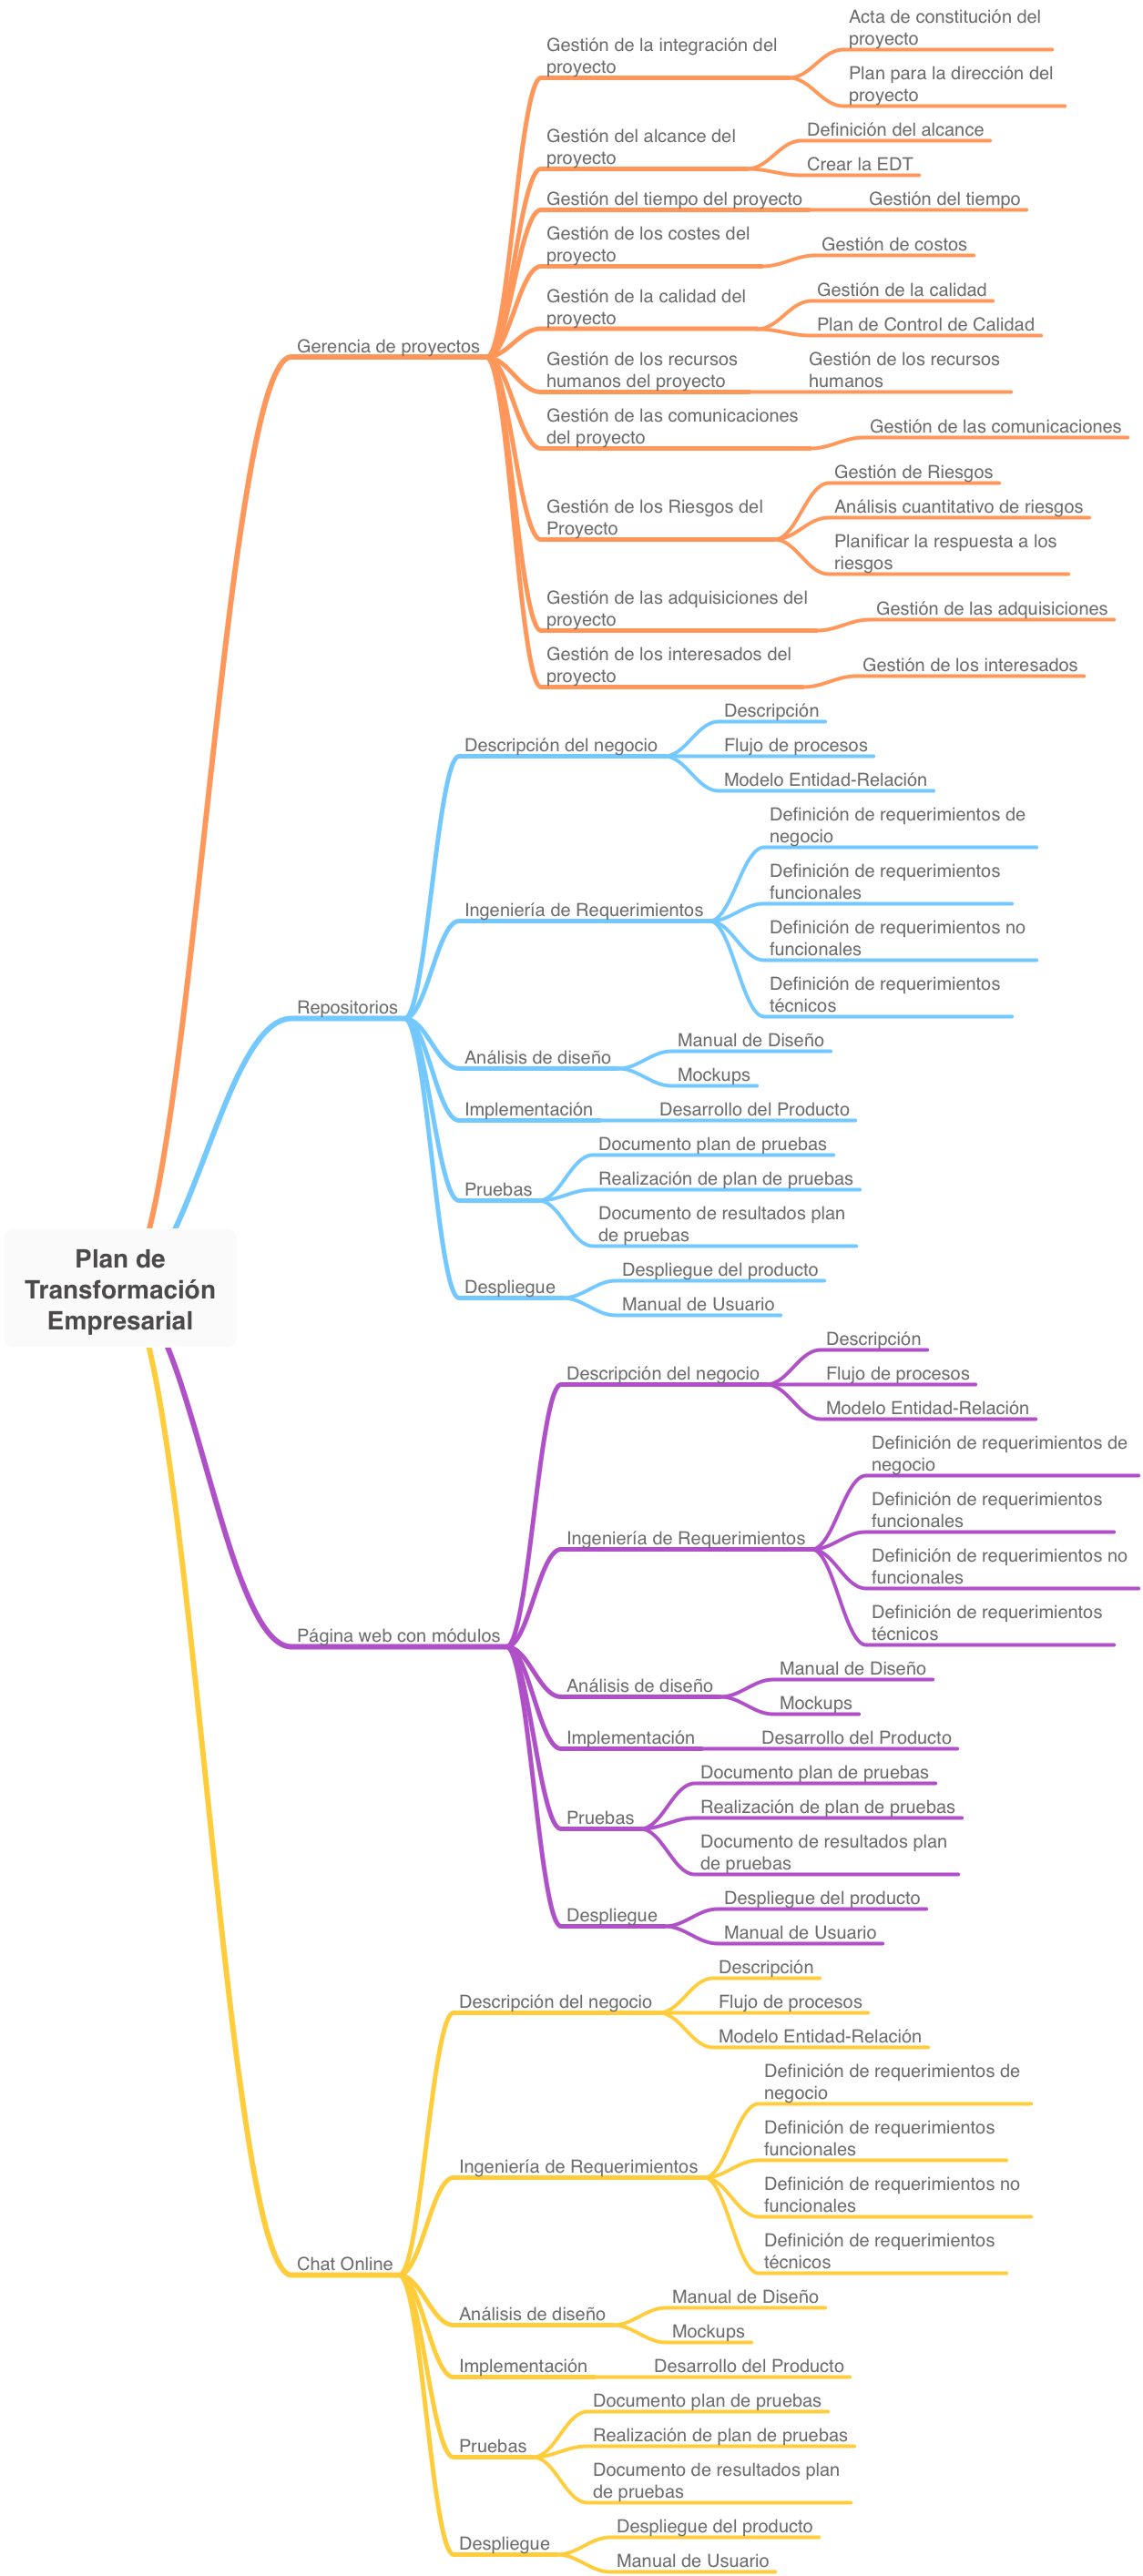 Plan de
Transformación
Empresarial
Gerencia de proyectos
Gestión de la integración del
proyecto
Acta de constitución del
proyecto
Plan para la dirección del
proyecto
Gestión del alcance del
proyecto
Definición del alcance
Crear la EDT
Gestión del tiempo del proyecto
Gestión del tiempo
Gestión de los costes del
proyecto
Gestión de costos
Gestión de la calidad del
proyecto
Gestión de la calidad
Plan de Control de Calidad
Gestión de los recursos
humanos del proyecto
Gestión de los recursos
humanos
Gestión de las comunicaciones
del proyecto
Gestión de las comunicaciones
Gestión de los Riesgos del
Proyecto
Gestión de Riesgos
Análisis cuantitativo de riesgos
Planificar la respuesta a los
riesgos
Gestión de las adquisiciones del
proyecto
Gestión de las adquisiciones
Gestión de los interesados del
proyecto
Gestión de los interesados
Repositorios
Descripción del negocio
Descripción
Flujo de procesos
Modelo Entidad-Relación
Ingeniería de Requerimientos
Definición de requerimientos de
negocio
Definición de requerimientos
funcionales
Definición de requerimientos no
funcionales
Definición de requerimientos
técnicos
Análisis de diseño
Manual de Diseño
Mockups
Implementación
Desarrollo del Producto
Pruebas
Documento plan de pruebas
Realización de plan de pruebas
Documento de resultados plan
de pruebas
Despliegue
Despliegue del producto
Manual de Usuario
Página web con módulos
Descripción del negocio
Descripción
Flujo de procesos
Modelo Entidad-Relación
Ingeniería de Requerimientos
Definición de requerimientos de
negocio
Definición de requerimientos
funcionales
Definición de requerimientos no
funcionales
Definición de requerimientos
técnicos
Análisis de diseño
Manual de Diseño
Mockups
Implementación
Desarrollo del Producto
Pruebas
Documento plan de pruebas
Realización de plan de pruebas
Documento de resultados plan
de pruebas
Despliegue
Despliegue del producto
Manual de Usuario
Chat Online
Descripción del negocio
Descripción
Flujo de procesos
Modelo Entidad-Relación
Ingeniería de Requerimientos
Definición de requerimientos de
negocio
Definición de requerimientos
funcionales
Definición de requerimientos no
funcionales
Definición de requerimientos
técnicos
Análisis de diseño
Manual de Diseño
Mockups
Implementación
Desarrollo del Producto
Pruebas
Documento plan de pruebas
Realización de plan de pruebas
Documento de resultados plan
de pruebas
Despliegue
Despliegue del producto
Manual de Usuario